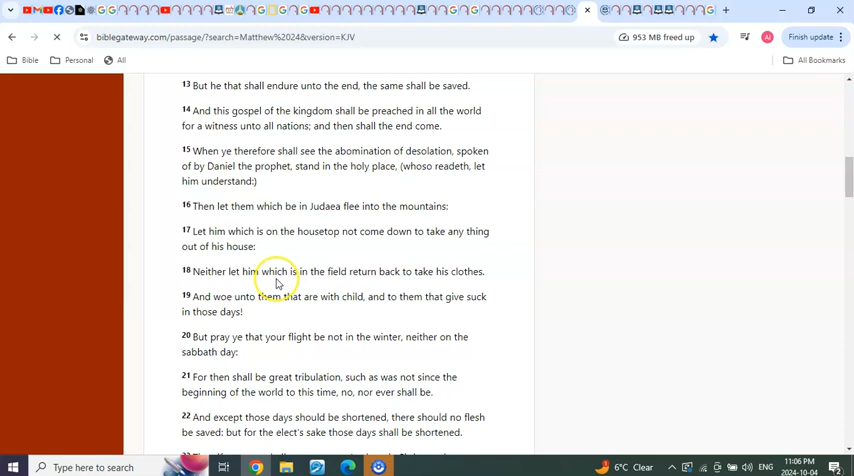 biblegateway.com/passage/?search=Matthew%2024&version=KJV
953 MB freed up
AI
Finish update
Bible
Personal
All
All Bookmarks
13 But he that shall endure unto the end, the same shall be saved.
14 And this gospel of the kingdom shall be preached in all the world
for a witness unto all nations; and then shall the end come.
15 When ye therefore shall see the abomination of desolation, spoken
of by Daniel the prophet, stand in the holy place, (whoso readeth, let
him understand:)
16 Then let them which be in Judaea flee into the mountains:
17 Let him which is on the housetop not come down to take any thing
out of his house:
18 Neither let him which is in the field return back to take his clothes.
19 And woe unto them that are with child, and to them that give suck
in those days!
20 But pray ye that your flight be not in the winter, neither on the
sabbath day:
21 For then shall be great tribulation, such as was not since the
beginning of the world to this time, no, nor ever shall be.
22 And except those days should be shortened, there should no flesh
be saved: but for the elect's sake those days shall be shortened.
Type here to search
6°C Clear
ENG
11:06 PM
2024-10-04
2